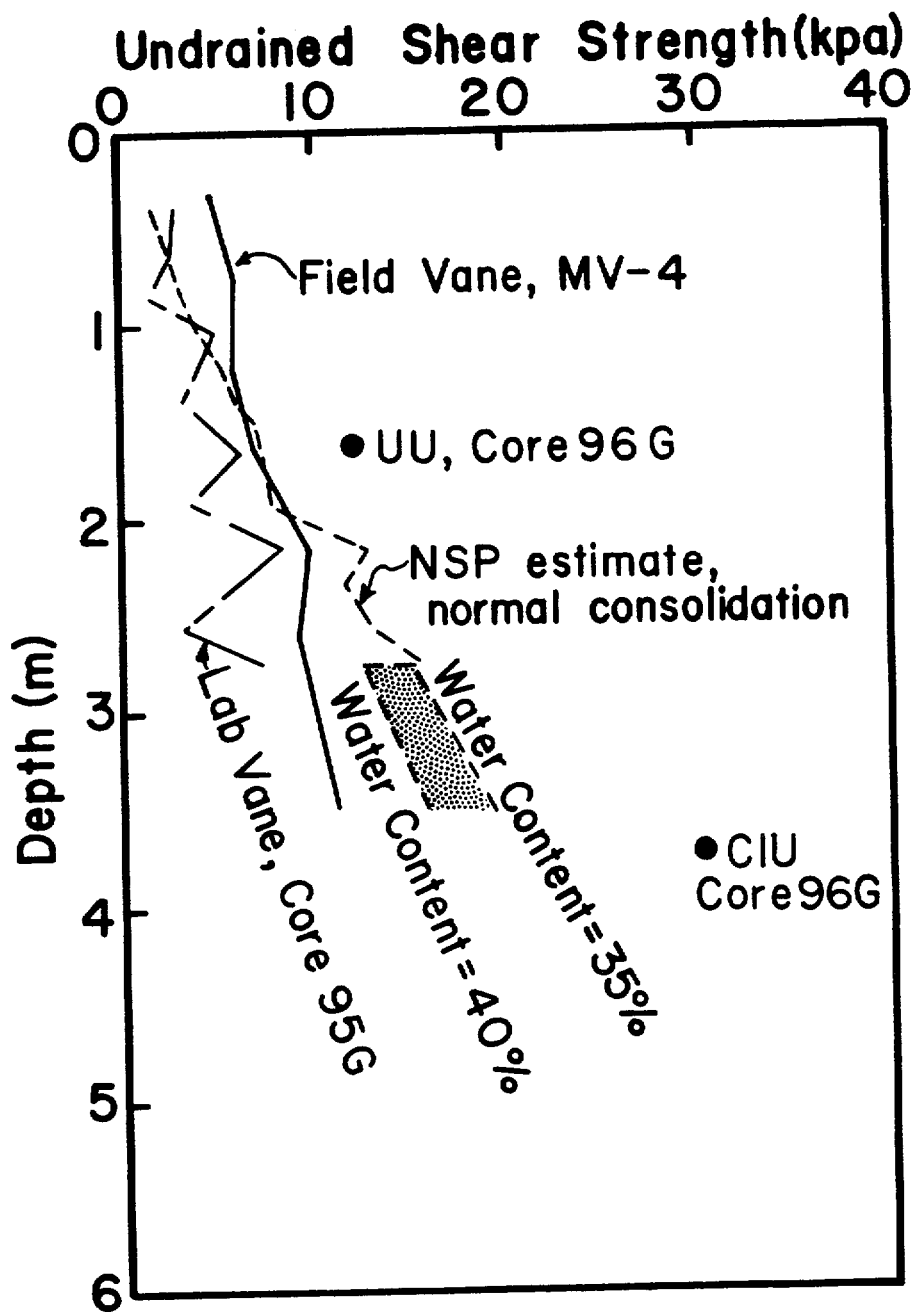 Undrained Shear Strength (kpa)
0 10 20 30 40
0
1
2
3
4
5
6
Depth (m)
Field Vane, MV-4
UU, Core 96 G
NSP estimate,
normal consolidation
Water Content = 35%
Water Content = 40%
Lab Vane, Core 95G
CIU
Core 96G